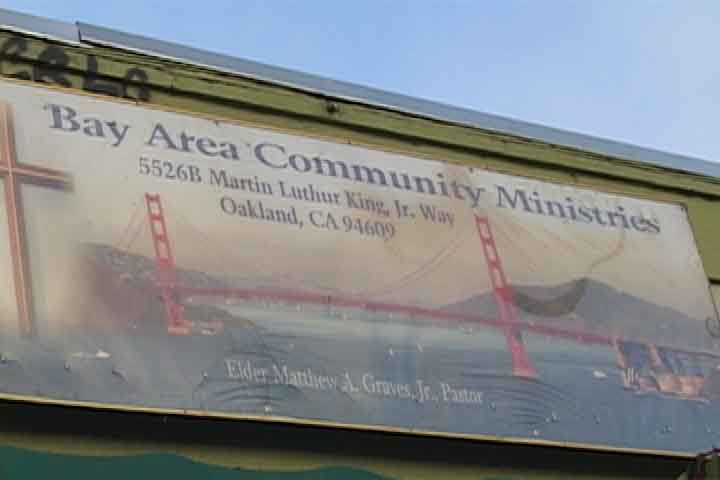 Bay Area Community Ministries
5526B Martin Luthur King, Jr. Way
Oakland, CA 94609
Elder Matthew A. Graves, Jr., Pastor